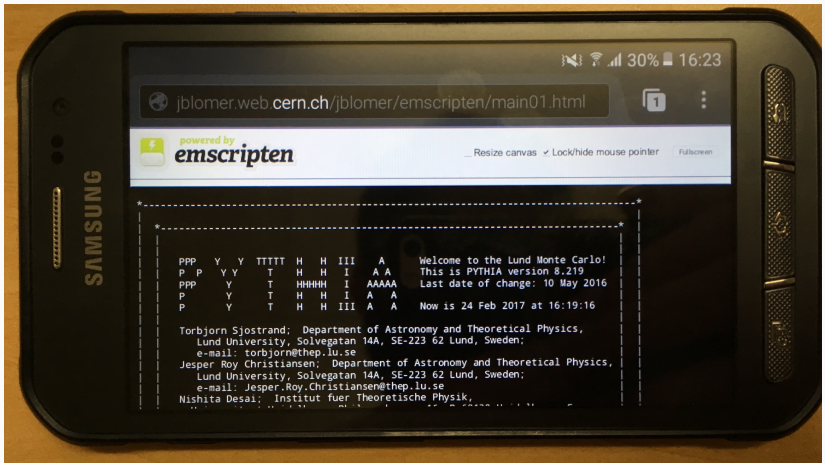 30% 16:23
jblomer.web.cern.ch/jblomer/emscripten/main01.html
1
powered by
emscripten
Resize canvas
Lock/hide mouse pointer
Fullscreen
SAMSUNG
*------------------------------------------------------------------------------------*
*------------------------------------------------------------------------------*
PPP Y Y TTTTT H H III A Welcome to the Lund Monte Carlo!
P P Y Y T H H I A A This is PYTHIA version 8.219
PPP Y T HHHHH I AAAAA Last date of change: 10 May 2016
P Y T H H I A A
P Y T H H III A A Now is 24 Feb 2017 at 16:19:16
Torbjorn Sjostrand; Department of Astronomy and Theoretical Physics,
Lund University, Solvegatan 14A, SE-223 62 Lund, Sweden;
e-mail: torbjorn@thep.lu.se
Jesper Roy Christiansen; Department of Astronomy and Theoretical Physics,
Lund University, Solvegatan 14A, SE-223 62 Lund, Sweden;
e-mail: Jesper.Roy.Christiansen@thep.lu.se
Nishita Desai; Institut fuer Theoretische Physik,